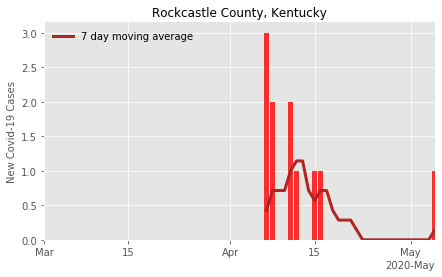 Rockcastle County, Kentucky
7 day moving average
New Covid-19 Cases
3.0
2.5
2.0
1.5
1.0
0.5
0.0
Mar
15
Apr
15
May
2020-May